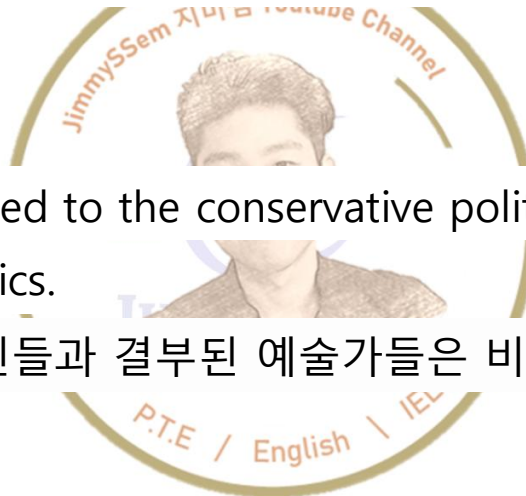 JimmySSem 지미쌤 Youtube Channel
ed to the conservative polit
ics.
인들과 결부된 예술가들은 비
P.T.E / English \ IEL